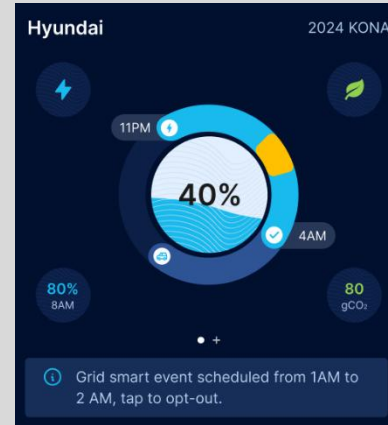 Hyundai
2024 KONA
11PM
40%
4AM
80%
8AM
80
gCO₂
Grid smart event scheduled from 1AM to
2 AM, tap to opt-out.